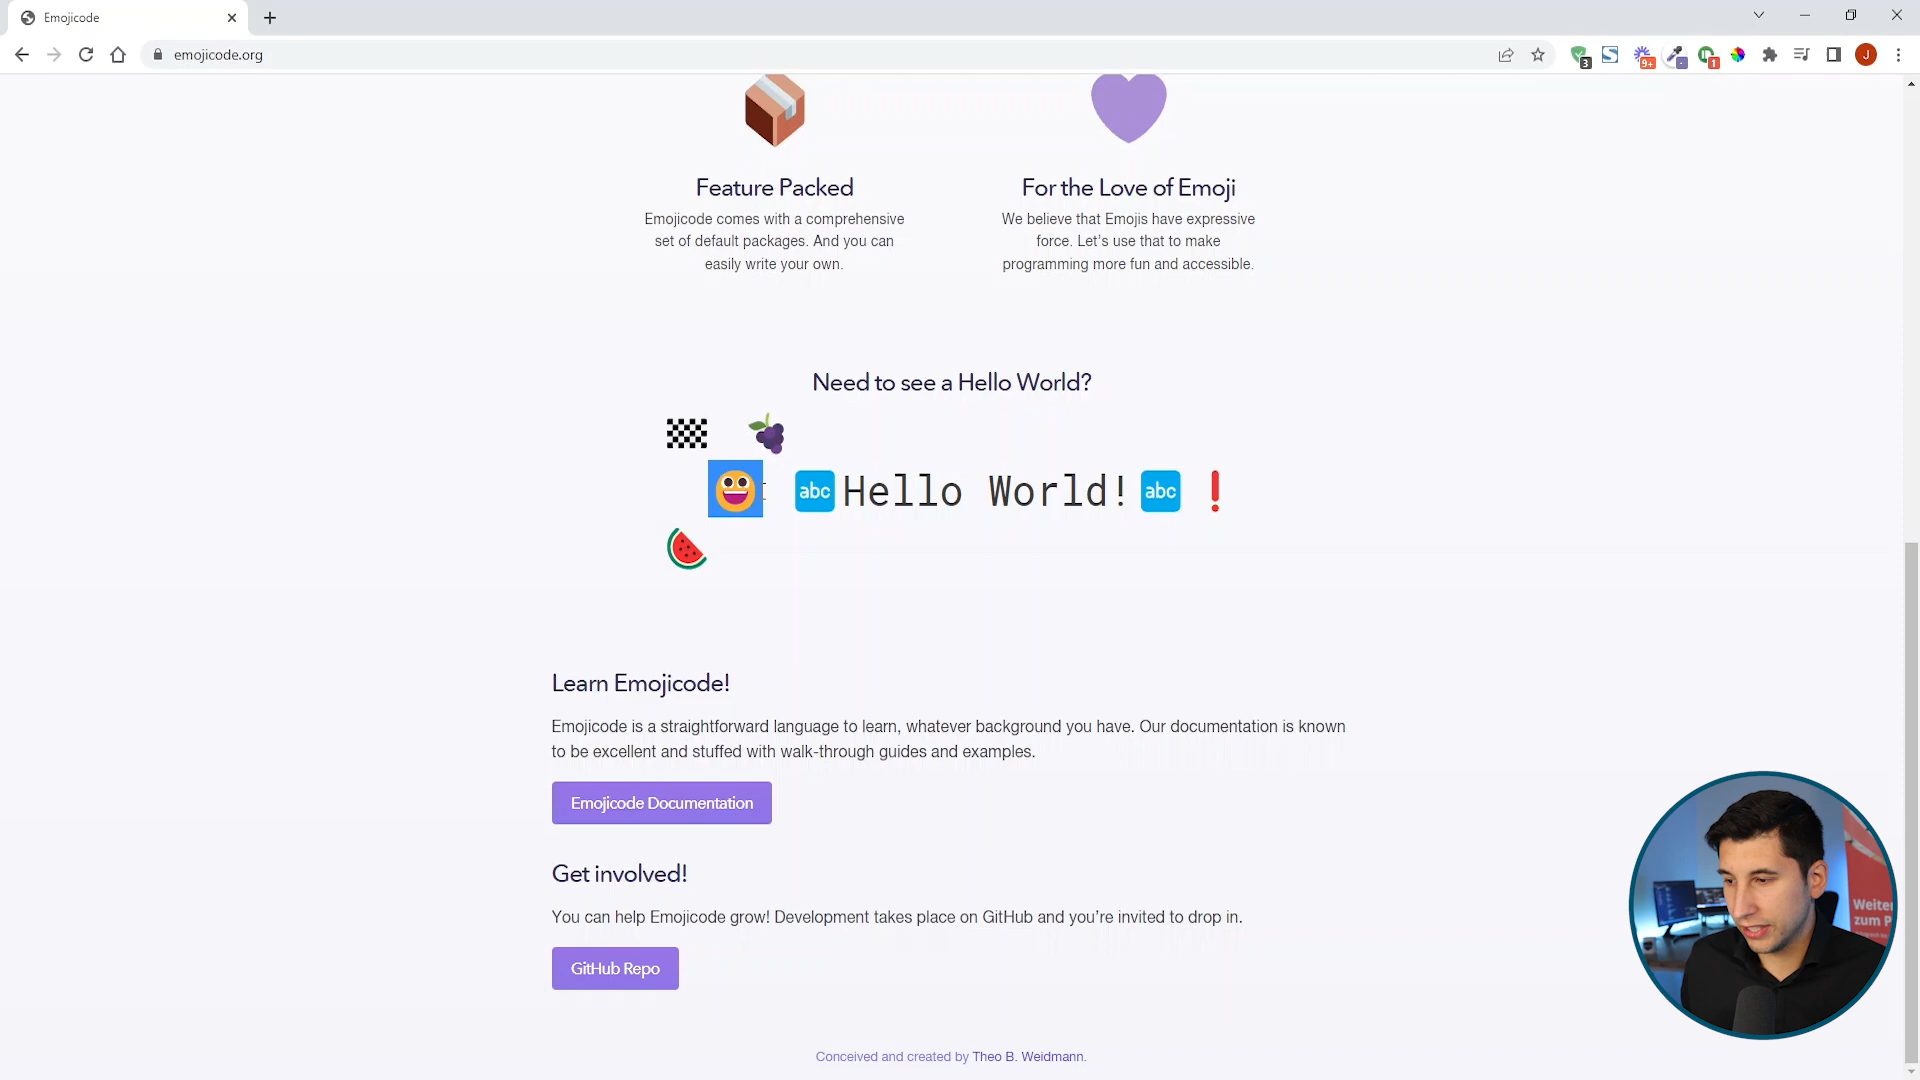 Emojicode
emojicode.org
3
9+
-
1
J
Feature Packed
Emojicode comes with a comprehensive
set of default packages. And you can
easily write your own.
For the Love of Emoji
We believe that Emojis have expressive
force. Let’s use that to make
programming more fun and accessible.
Need to see a Hello World?
🏁 🍇
😀 🔤Hello World!🔤 ❗
🍉
Learn Emojicode!
Emojicode is a straightforward language to learn, whatever background you have. Our documentation is known
to be excellent and stuffed with walk-through guides and examples.
Emojicode Documentation
Get involved!
You can help Emojicode grow! Development takes place on GitHub and you’re invited to drop in.
GitHub Repo
Conceived and created by Theo B. Weidmann.
Weiter
zum P